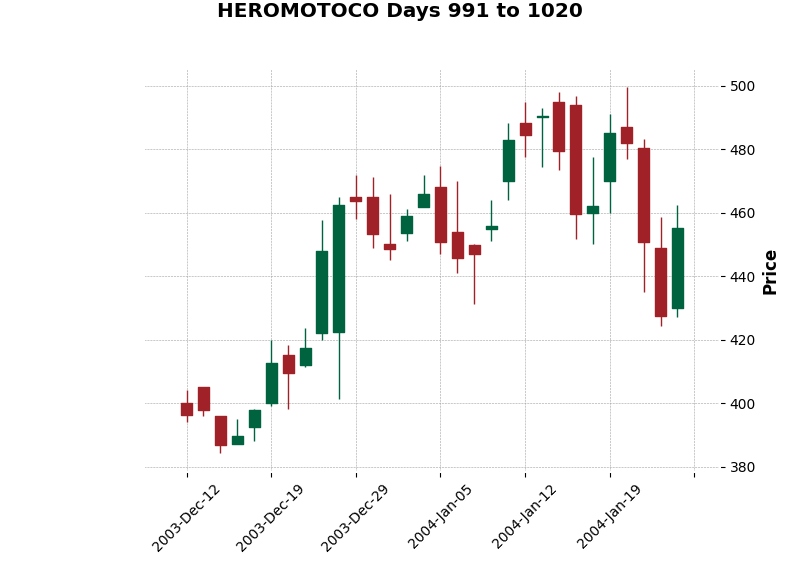 HEROMOTOCO Days 991 to 1020
500
480
460
440
420
400
380
Price
2003-Dec-12
2003-Dec-19
2003-Dec-29
2004-Jan-05
2004-Jan-12
2004-Jan-19